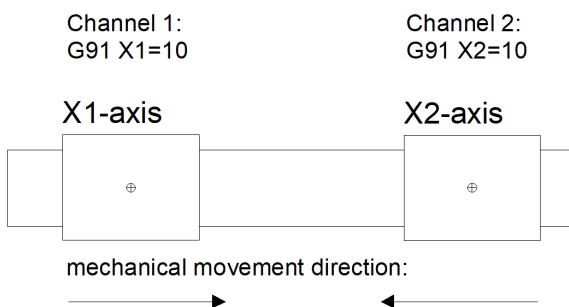 Channel 1:
G91 X1=10
Channel 2:
G91 X2=10
X1-axis
X2-axis
mechanical movement direction: